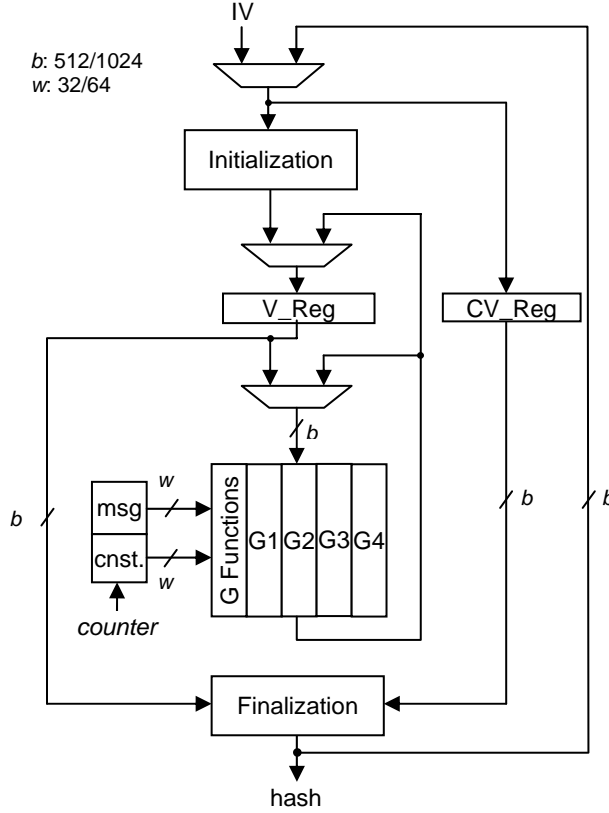 IV
b: 512/1024
w: 32/64
Initialization
V_Reg
CV_Reg
b
w
msg
cnst.
w
counter
G Functions
G1
G2
G3
G4
b
b
b
Finalization
hash